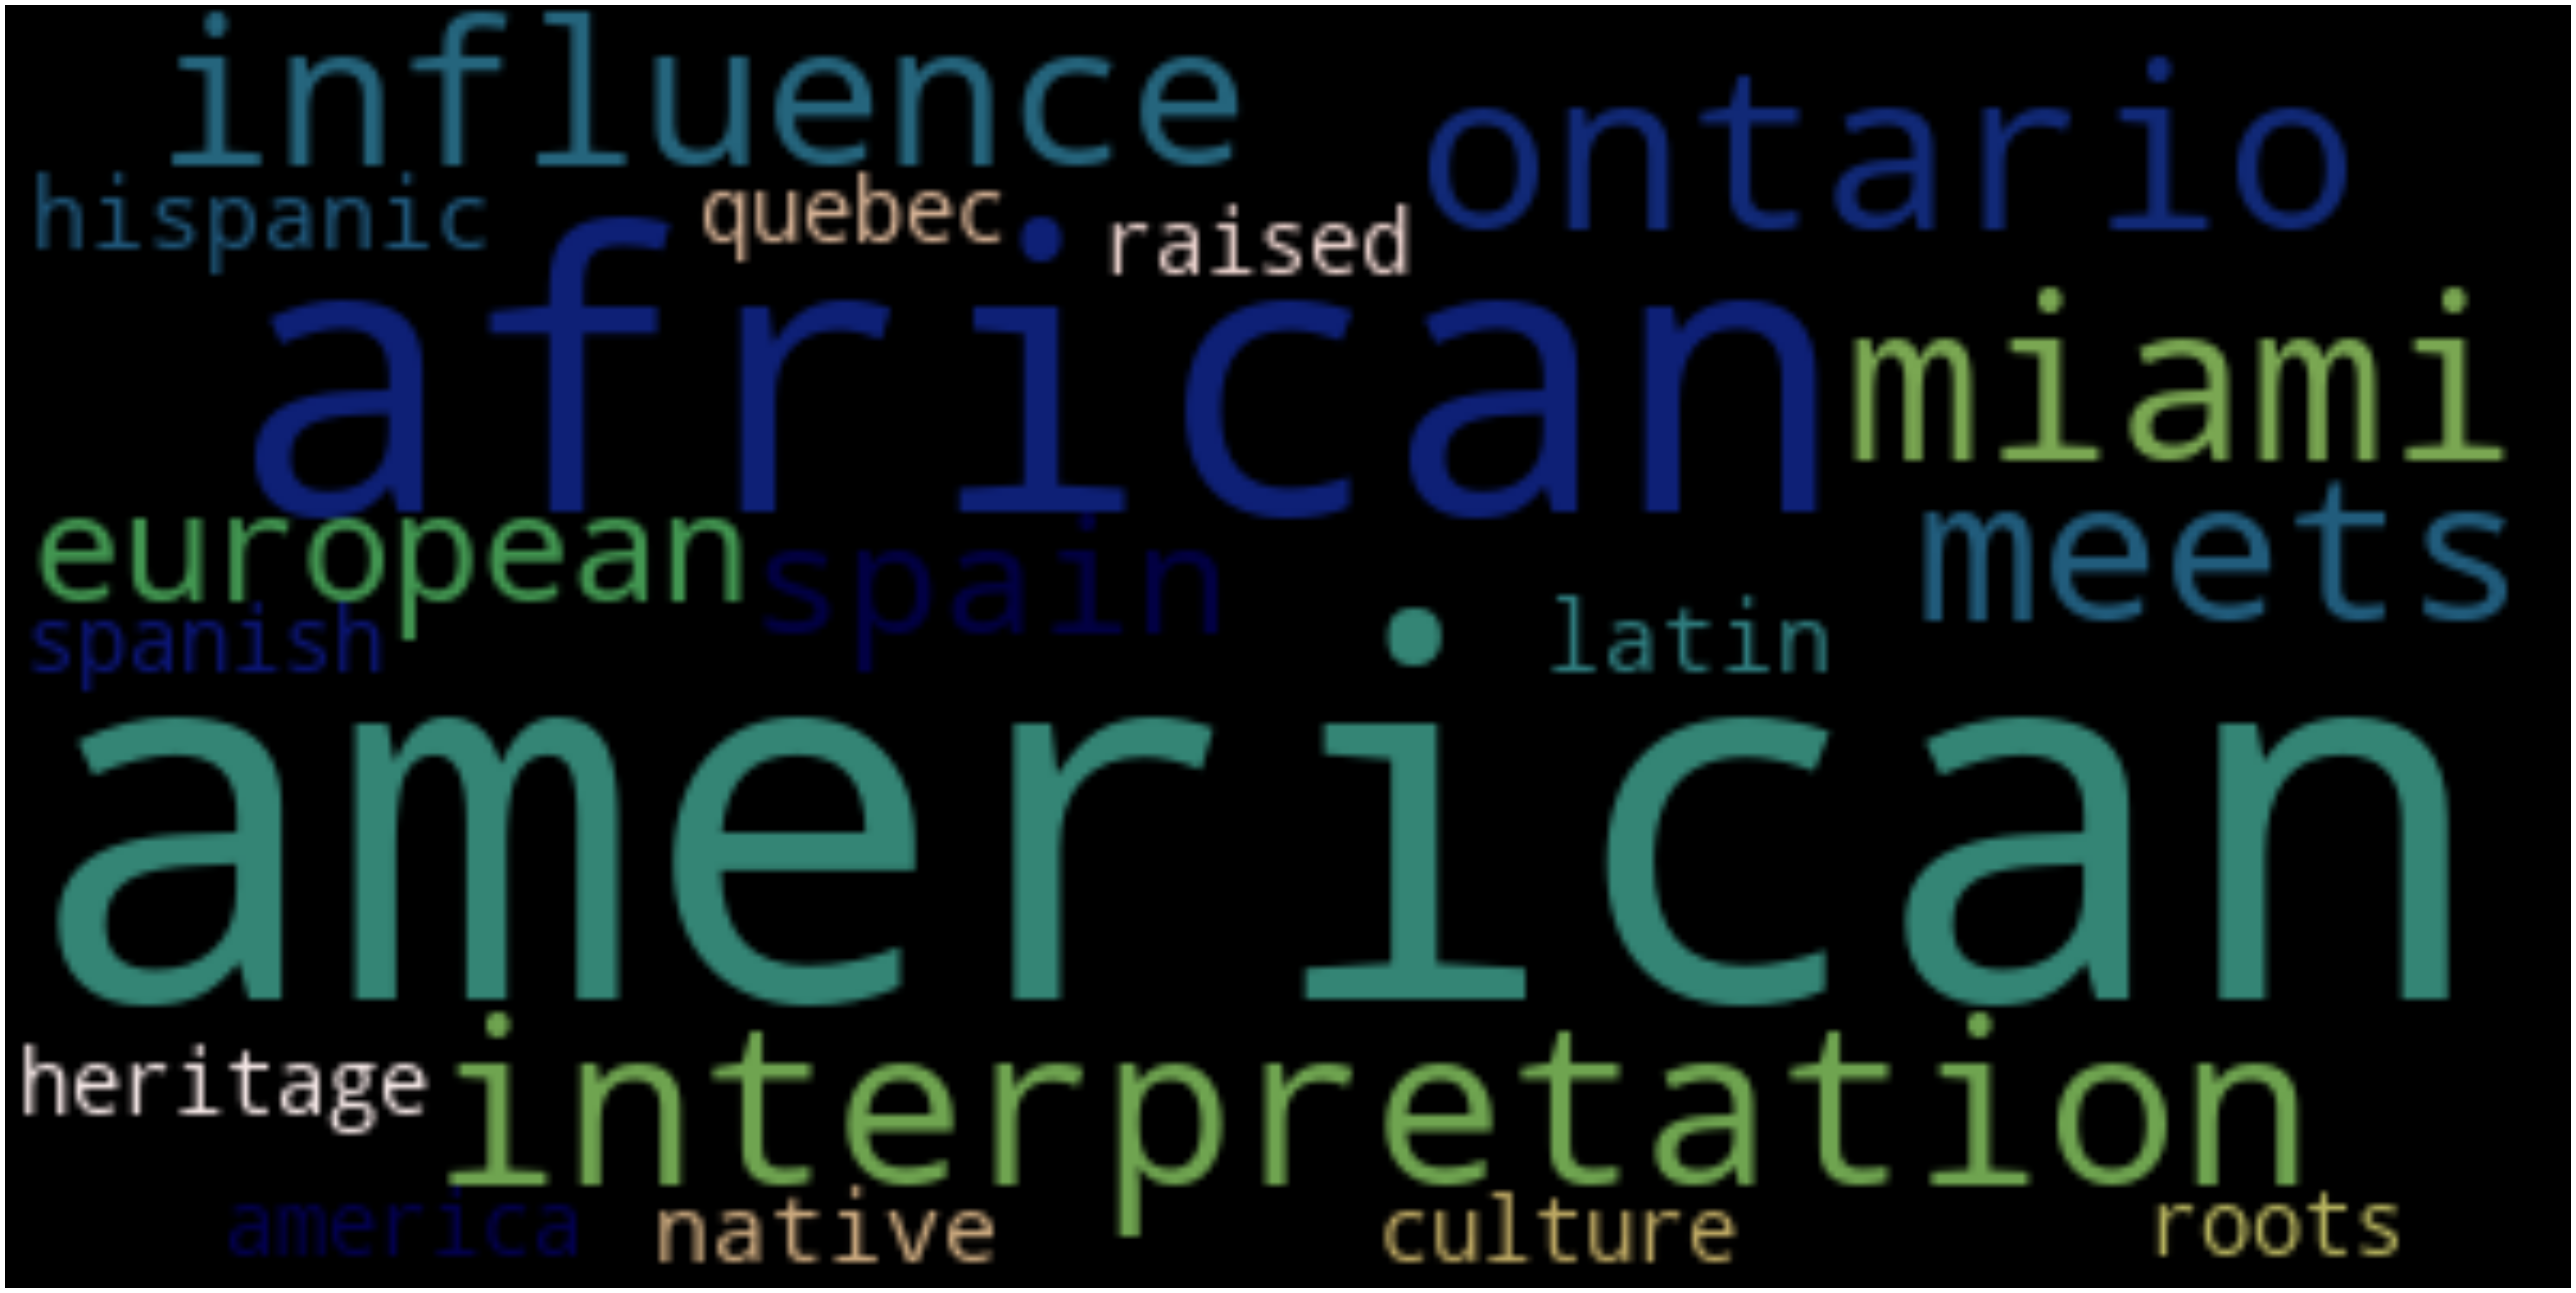 influence
ontario
hispanic
quebec
raised
african
miami
european
spain
meets
spanish
latin
american
heritage
interpretation
america
native
culture
roots